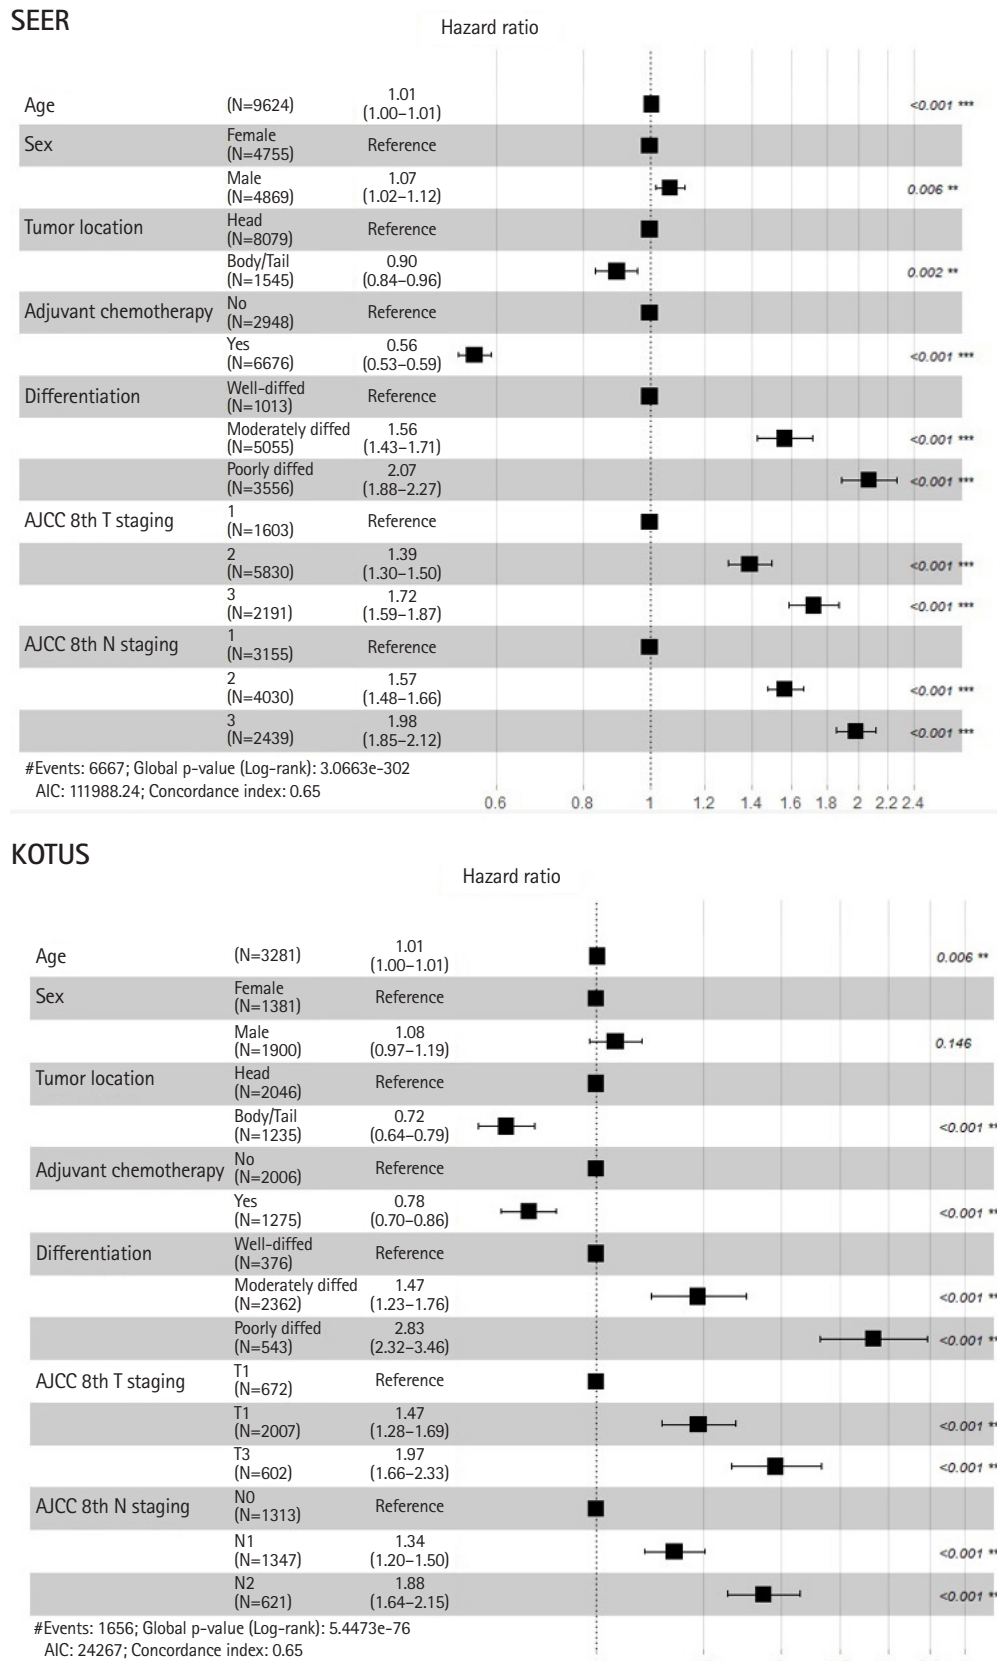 SEER
Hazard ratio
Age (N=9624) 1.01 (1.00–1.01) <0.001 ***
Sex Female (N=4755) Reference
Male (N=4869) 1.07 (1.02–1.12) 0.006 **
Tumor location Head (N=8079) Reference
Body/Tail (N=1545) 0.90 (0.84–0.96) 0.002 **
Adjuvant chemotherapy No (N=2948) Reference
Yes (N=6676) 0.56 (0.53–0.59) <0.001 ***
Differentiation Well-diffed (N=1013) Reference
Moderately diffed (N=5055) 1.56 (1.43–1.71) <0.001 ***
Poorly diffed (N=3556) 2.07 (1.88–2.27) <0.001 ***
AJCC 8th T staging 1 (N=1603) Reference
2 (N=5830) 1.39 (1.30–1.50) <0.001 ***
3 (N=2191) 1.72 (1.59–1.87) <0.001 ***
AJCC 8th N staging 1 (N=3155) Reference
2 (N=4030) 1.57 (1.48–1.66) <0.001 ***
3 (N=2439) 1.98 (1.85–2.12) <0.001 ***
#Events: 6667; Global p-value (Log-rank): 3.0663e-302
AIC: 111988.24; Concordance index: 0.65
0.6 0.8 1 1.2 1.4 1.6 1.8 2 2.2 2.4
KOTUS
Hazard ratio
Age (N=3281) 1.01 (1.00–1.01) 0.006 **
Sex Female (N=1381) Reference
Male (N=1900) 1.08 (0.97–1.19) 0.146
Tumor location Head (N=2046) Reference
Body/Tail (N=1235) 0.72 (0.64–0.79) <0.001 **
Adjuvant chemotherapy No (N=2006) Reference
Yes (N=1275) 0.78 (0.70–0.86) <0.001 **
Differentiation Well-diffed (N=376) Reference
Moderately diffed (N=2362) 1.47 (1.23–1.76) <0.001 **
Poorly diffed (N=543) 2.83 (2.32–3.46) <0.001 **
AJCC 8th T staging T1 (N=672) Reference
T1 (N=2007) 1.47 (1.28–1.69) <0.001 **
T3 (N=602) 1.97 (1.66–2.33) <0.001 **
AJCC 8th N staging N0 (N=1313) Reference
N1 (N=1347) 1.34 (1.20–1.50) <0.001 **
N2 (N=621) 1.88 (1.64–2.15) <0.001 **
#Events: 1656; Global p-value (Log-rank): 5.4473e-76
AIC: 24267; Concordance index: 0.65